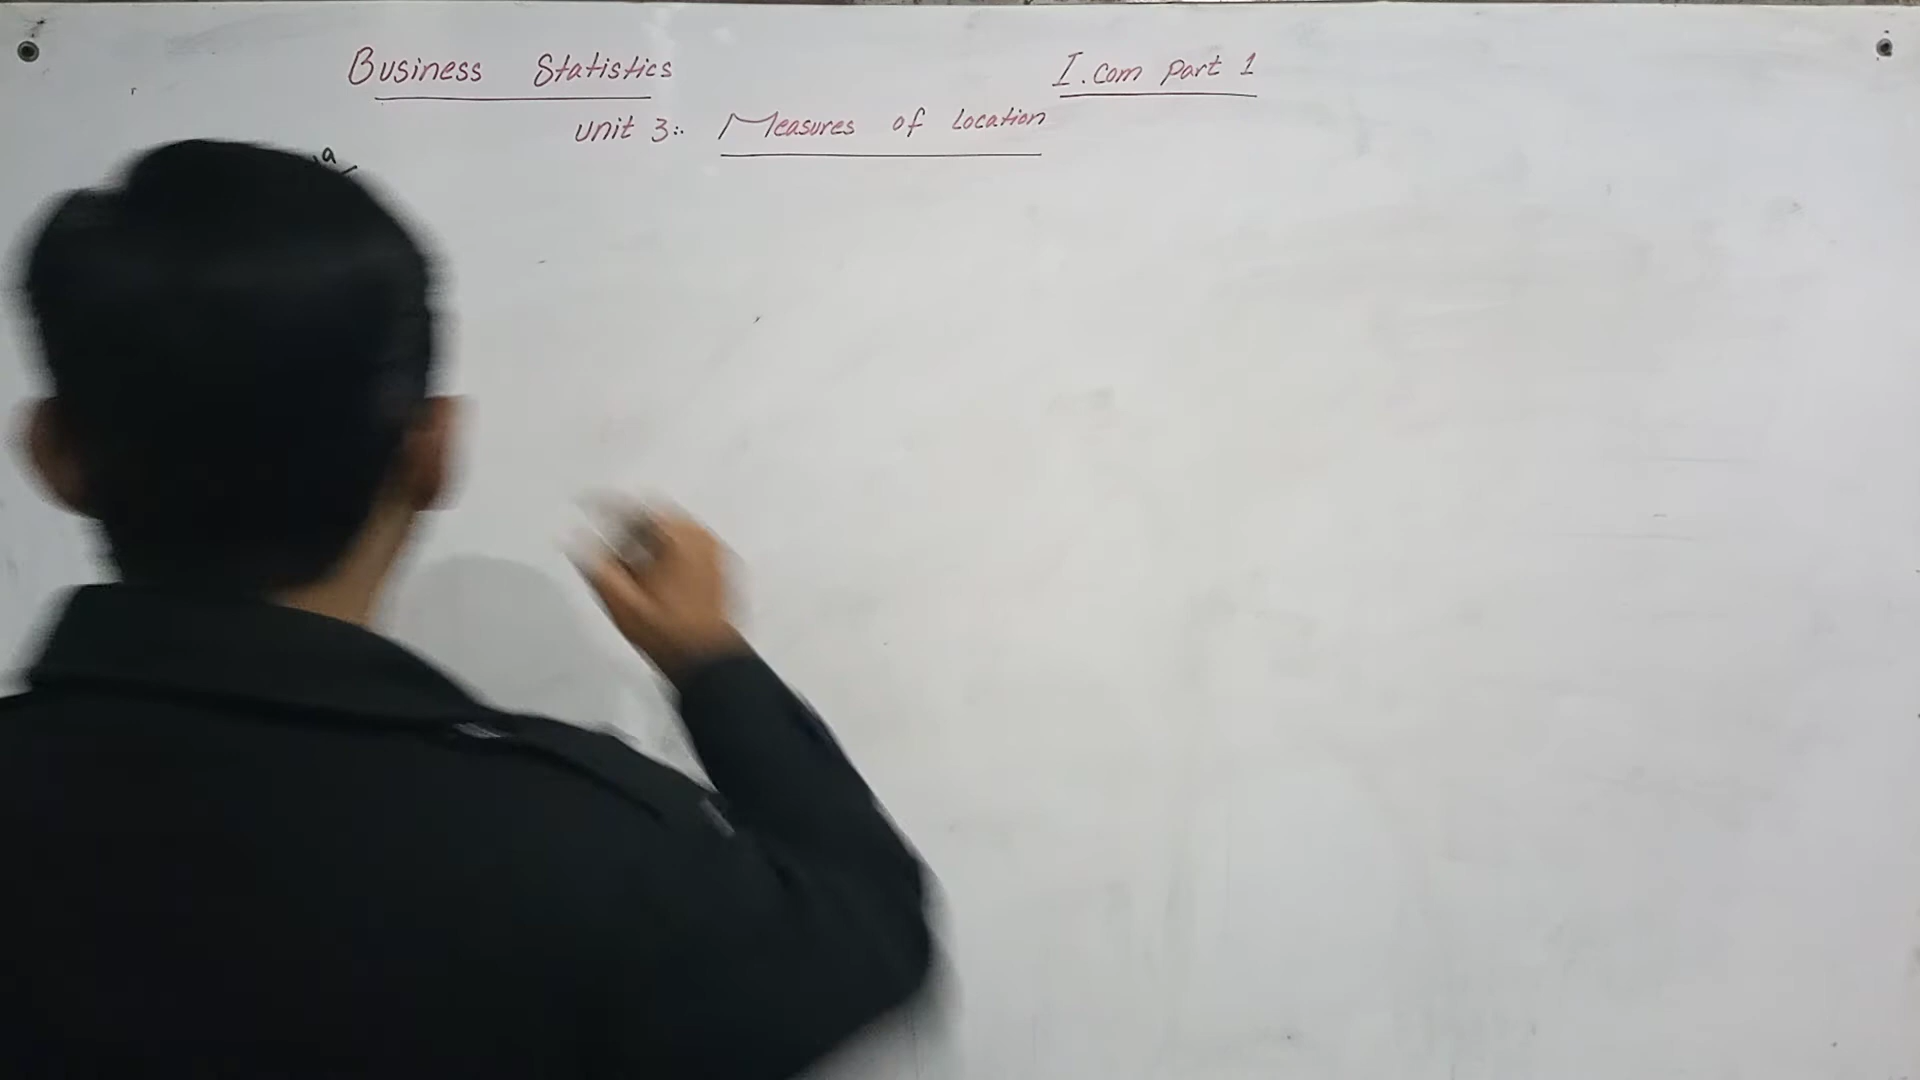 Business Statistics I.com Part 1
Unit 3:. Measures of Location
a